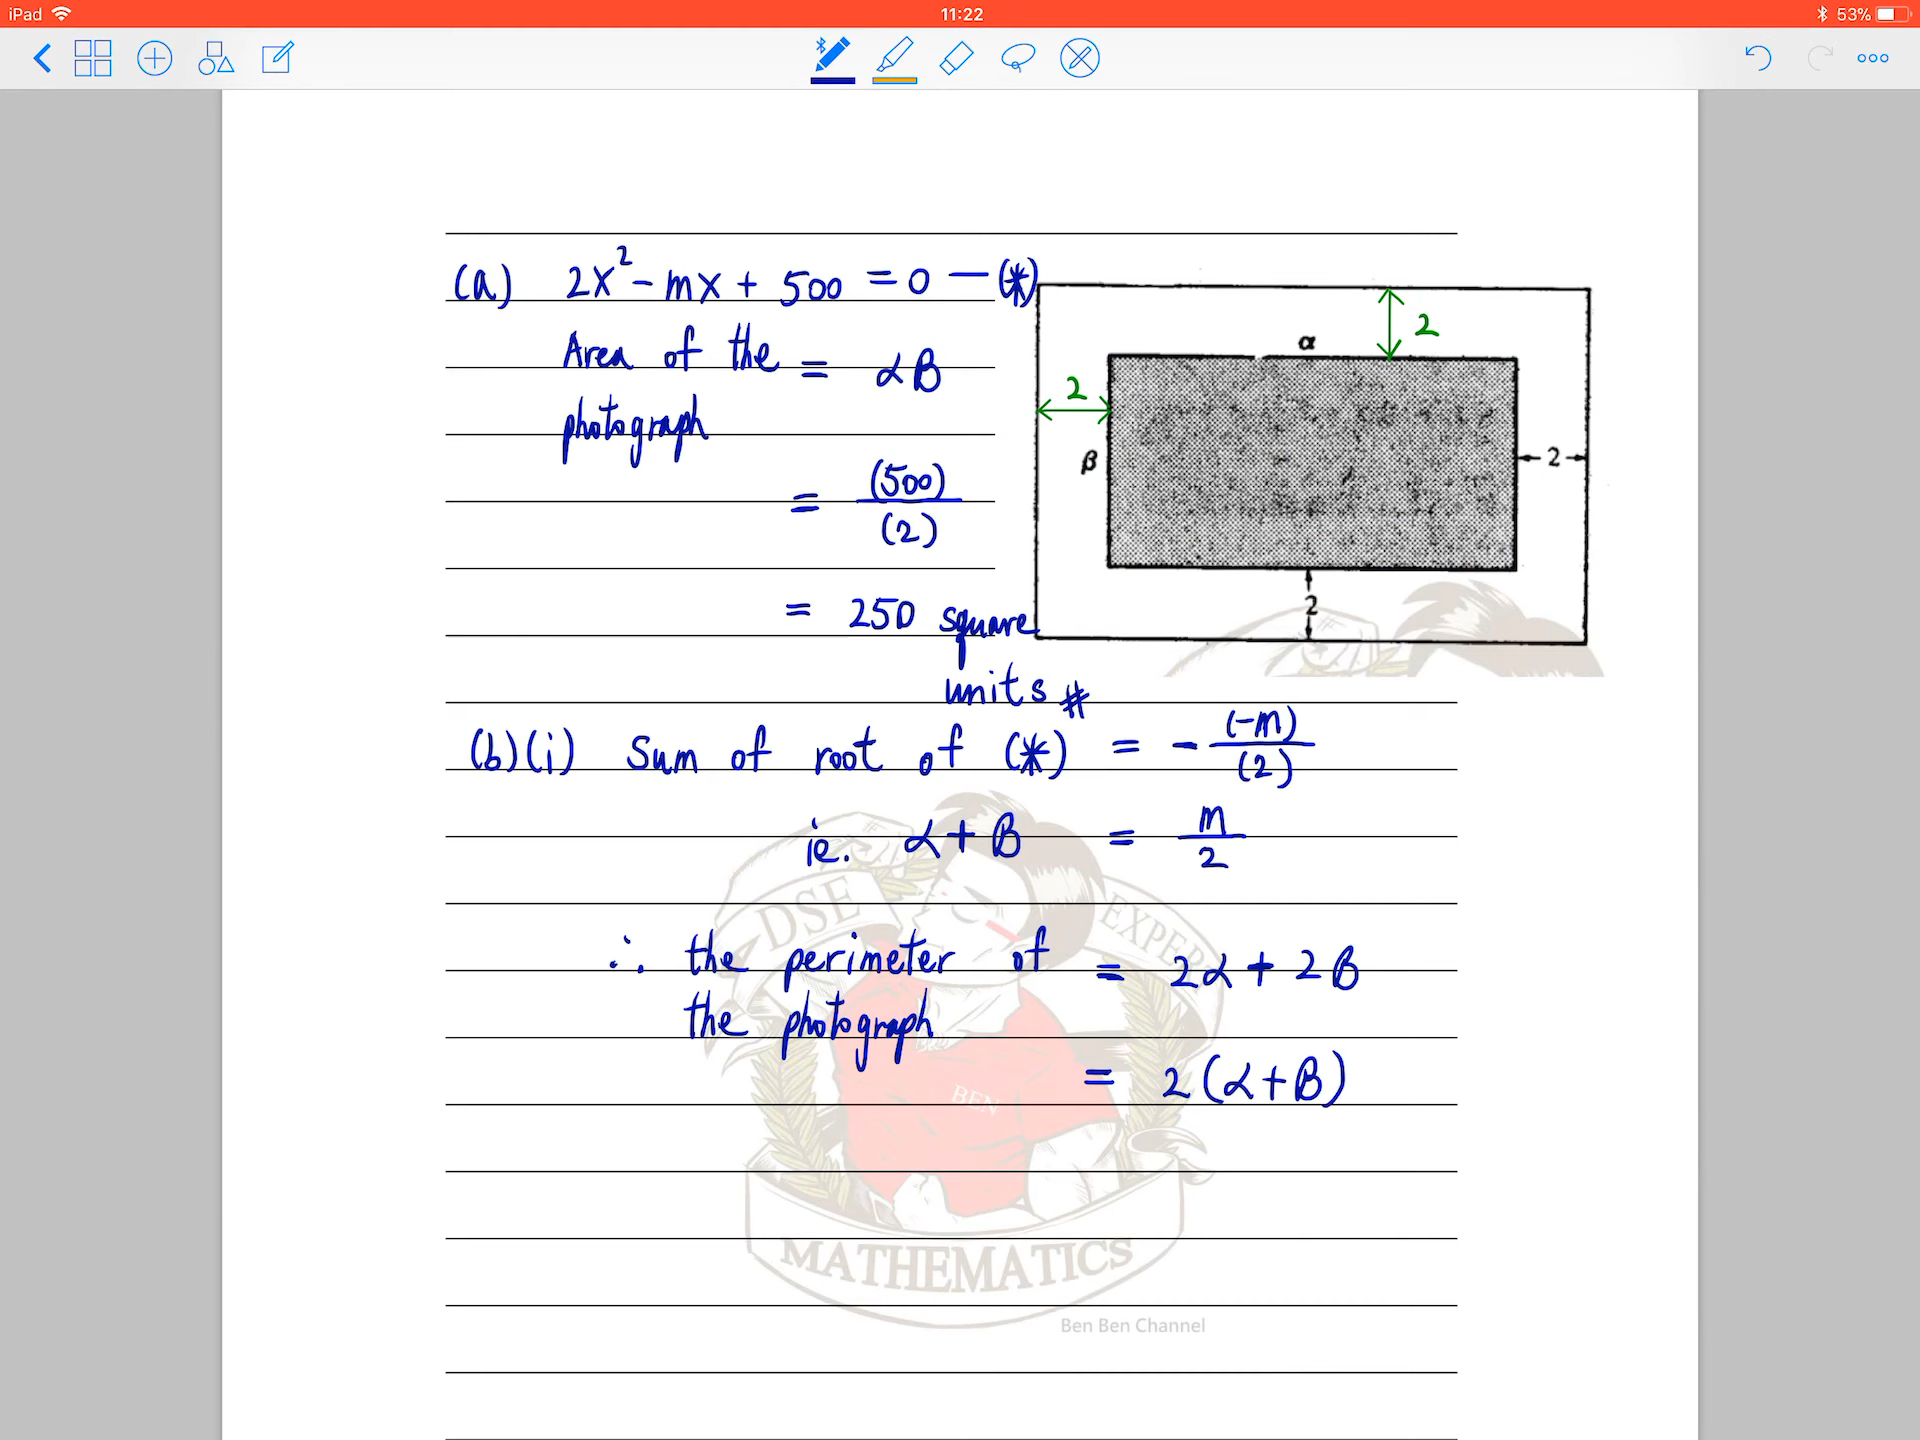 iPad 11:22 53%
(a) 2x² - mx + 500 = 0 — (*)
Area of the = αβ
photograph
= (500)/(2)
= 250 square
units #
α
β
2
2
2
2
(b)(i) Sum of root of (*) = - (-m)/(2)
ie. α + β = m/2
∴ the perimeter of = 2α + 2β
the photograph
= 2(α+β)
DSE EXPER
BEN
MATHEMATICS
Ben Ben Channel